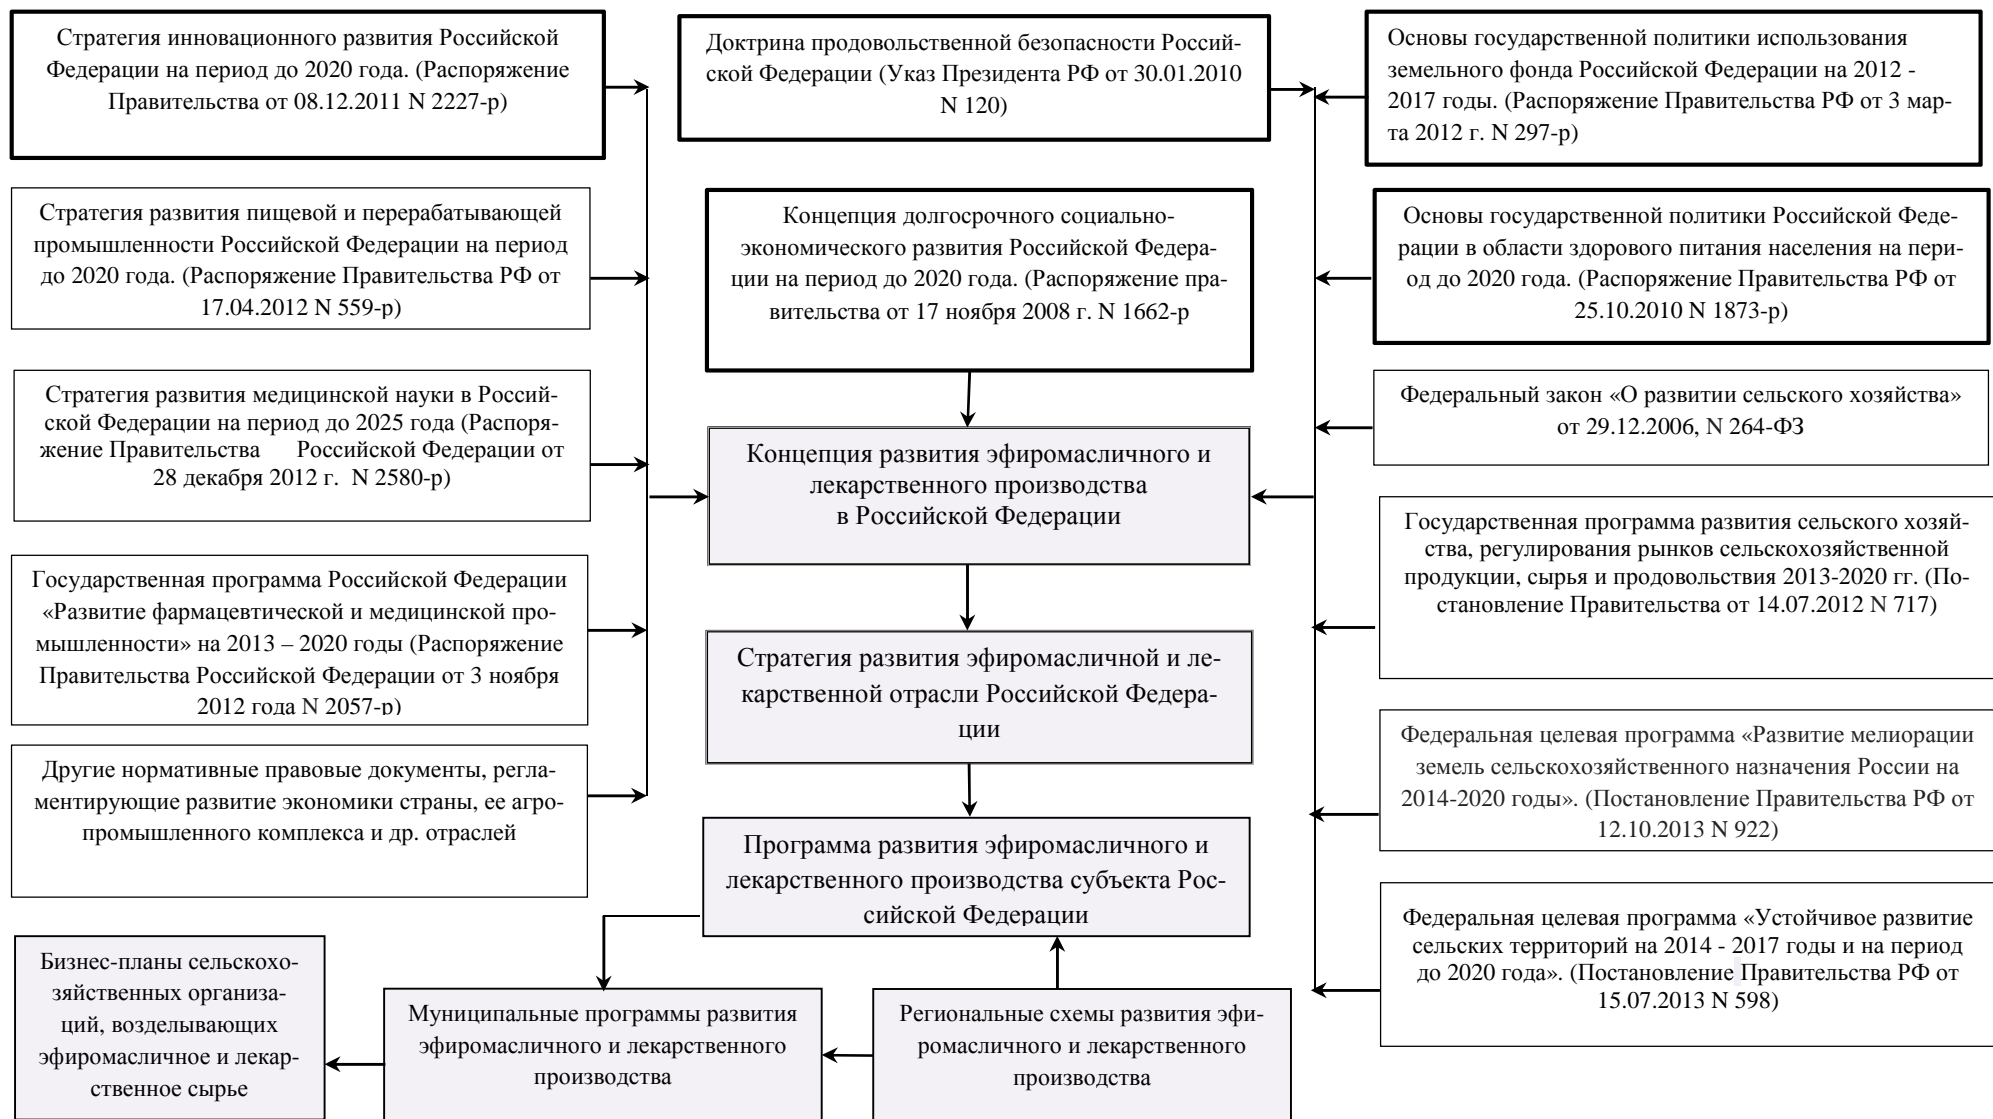 Стратегия инновационного развития Российской
Федерации на период до 2020 года. (Распоряжение
Правительства от 08.12.2011 N 2227-р)
Доктрина продовольственной безопасности Россий-
ской Федерации (Указ Президента РФ от 30.01.2010
N 120)
Основы государственной политики использования
земельного фонда Российской Федерации на 2012 -
2017 годы. (Распоряжение Правительства РФ от 3 мар-
та 2012 г. N 297-р)
Стратегия развития пищевой и перерабатывающей
промышленности Российской Федерации на период
до 2020 года. (Распоряжение Правительства РФ от
17.04.2012 N 559-р)
Концепция долгосрочного социально-
экономического развития Российской Федера-
ции на период до 2020 года. (Распоряжение пра-
вительства от 17 ноября 2008 г. N 1662-р
Основы государственной политики Российской Феде-
рации в области здорового питания населения на пери-
од до 2020 года. (Распоряжение Правительства РФ от
25.10.2010 N 1873-р)
Стратегия развития медицинской науки в Россий-
ской Федерации на период до 2025 года (Распоря-
жение Правительства Российской Федерации от
28 декабря 2012 г. N 2580-р)
Концепция развития эфиромасличного и
лекарственного производства
в Российской Федерации
Федеральный закон «О развитии сельского хозяйства»
от 29.12.2006, N 264-ФЗ
Государственная программа развития сельского хозяй-
ства, регулирования рынков сельскохозяйственной
продукции, сырья и продовольствия 2013-2020 гг. (По-
становление Правительства от 14.07.2012 N 717)
Государственная программа Российской Федерации
«Развитие фармацевтической и медицинской про-
мышленности» на 2013 – 2020 годы (Распоряжение
Правительства Российской Федерации от 3 ноября
2012 года N 2057-р)
Стратегия развития эфиромасличной и ле-
карственной отрасли Российской Федера-
ции
Федеральная целевая программа «Развитие мелиорации
земель сельскохозяйственного назначения России на
2014-2020 годы». (Постановление Правительства РФ от
12.10.2013 N 922)
Другие нормативные правовые документы, регла-
ментирующие развитие экономики страны, ее агро-
промышленного комплекса и др. отраслей
Программа развития эфиромасличного и
лекарственного производства субъекта Рос-
сийской Федерации
Федеральная целевая программа «Устойчивое развитие
сельских территорий на 2014 - 2017 годы и на период
до 2020 года». (Постановление Правительства РФ от
15.07.2013 N 598)
Бизнес-планы сельскохо-
зяйственных организа-
ций, возделывающих
эфиромасличное и лекар-
ственное сырье
Муниципальные программы развития
эфиромасличного и лекарственного
производства
Региональные схемы развития эфи-
ромасличного и лекарственного
производства